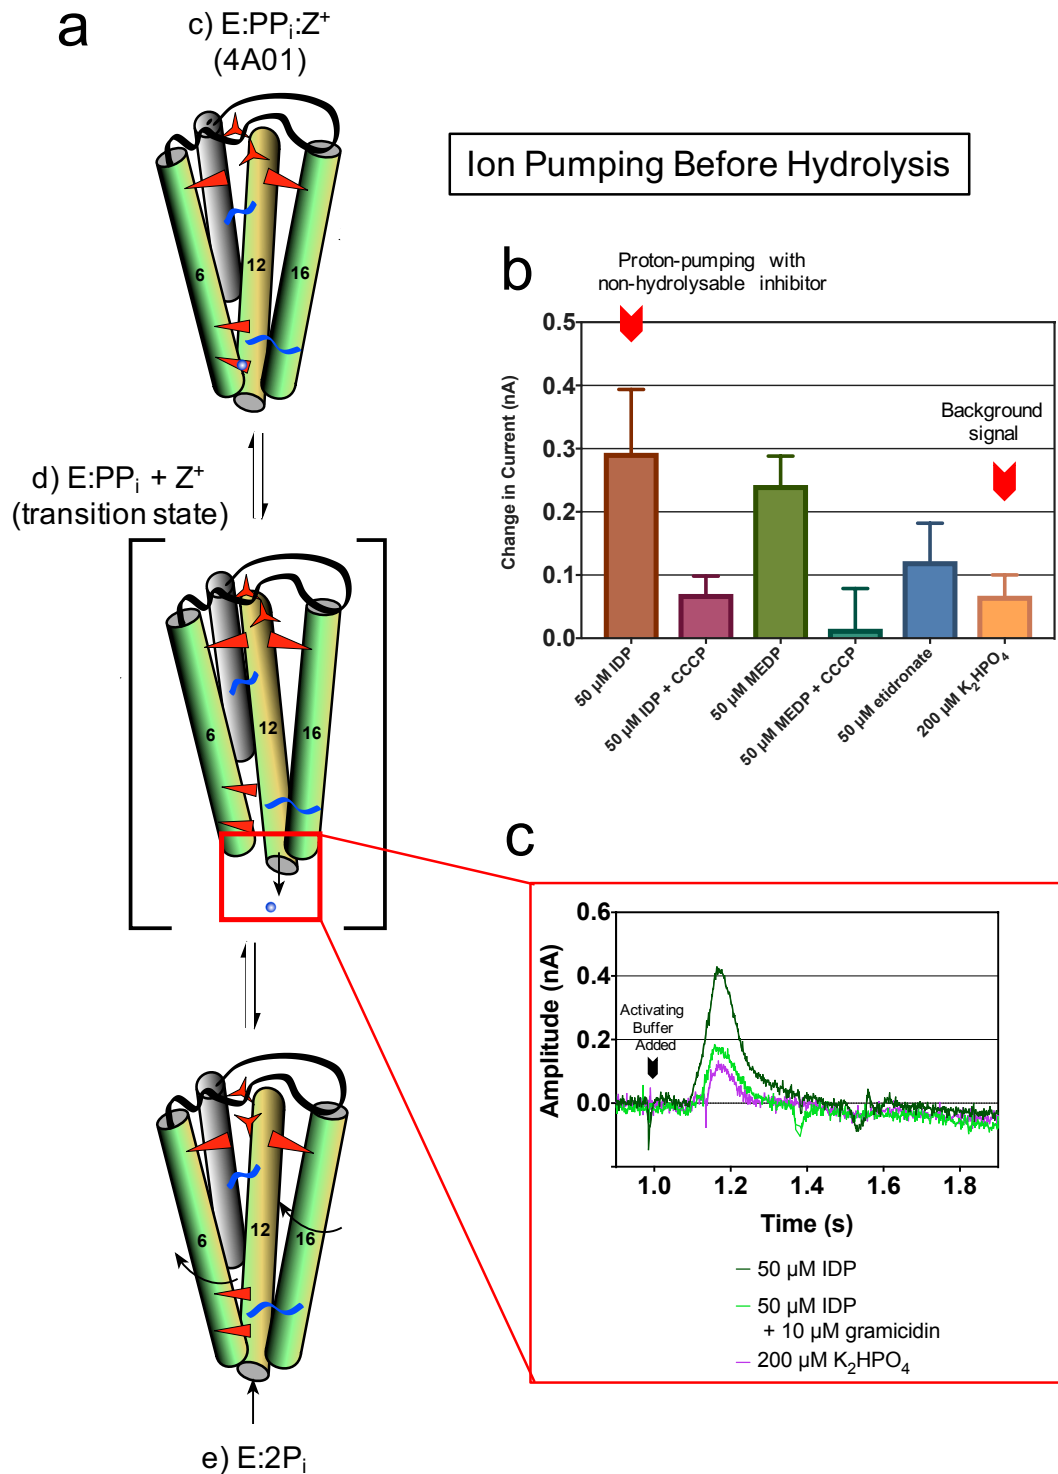 a
c) E:PPi:Z⁺
(4A01)
6
12
16
Ion Pumping Before Hydrolysis
b
Proton-pumping with
non-hydrolysable inhibitor
Background
signal
Change in Current (nA)
0.5
0.4
0.3
0.2
0.1
0.0
50 µM IDP
50 µM IDP + CCCP
50 µM MEDP
50 µM MEDP + CCCP
50 µM etidronate
200 µM K₂HPO₄
d) E:PPi + Z⁺
(transition state)
6
12
16
c
Amplitude (nA)
0.6
0.4
0.2
0.0
Activating
Buffer
Added
1.0 1.2 1.4 1.6 1.8
Time (s)
50 µM IDP
50 µM IDP
+ 10 µM gramicidin
200 µM K₂HPO₄
6
12
16
e) E:2Pi